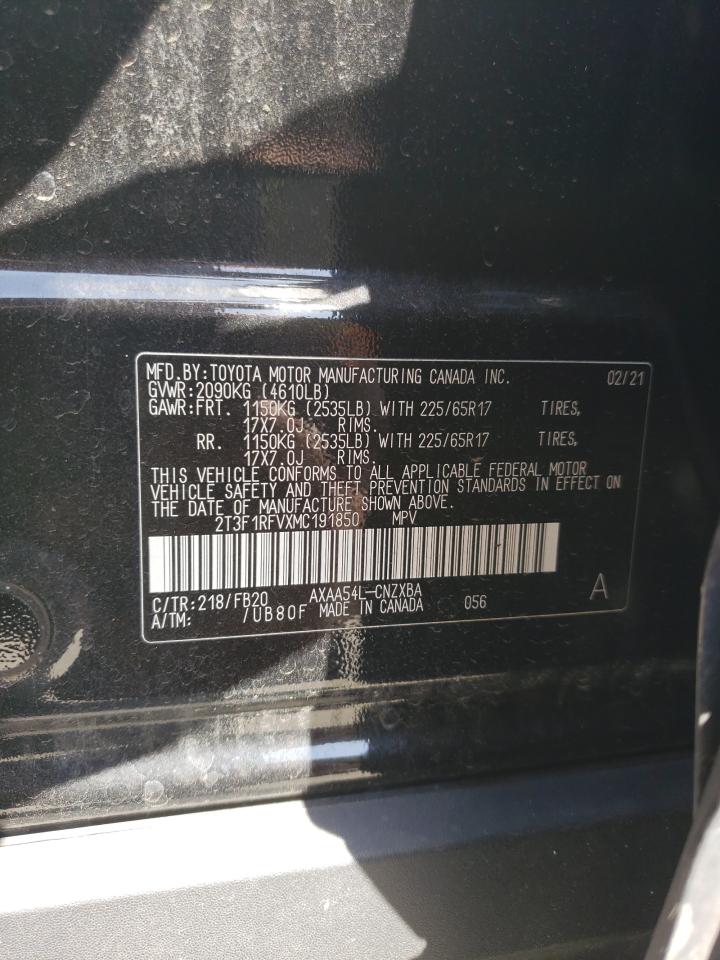 MFD.BY:TOYOTA MOTOR MANUFACTURING CANADA INC. 02/21
GVWR:2090KG (4610LB)
GAWR:FRT. 1150KG (2535LB) WITH 225/65R17 TIRES,
17X7.0J RIMS.
RR. 1150KG (2535LB) WITH 225/65R17 TIRES,
17X7.0J RIMS.
THIS VEHICLE CONFORMS TO ALL APPLICABLE FEDERAL MOTOR
VEHICLE SAFETY AND THEFT PREVENTION STANDARDS IN EFFECT ON
THE DATE OF MANUFACTURE SHOWN ABOVE.
2T3F1RFVXMC191850 MPV
C/TR:218/FB20 AXAA54L-CNZXBA 056 A
A/TM: /UB80F MADE IN CANADA